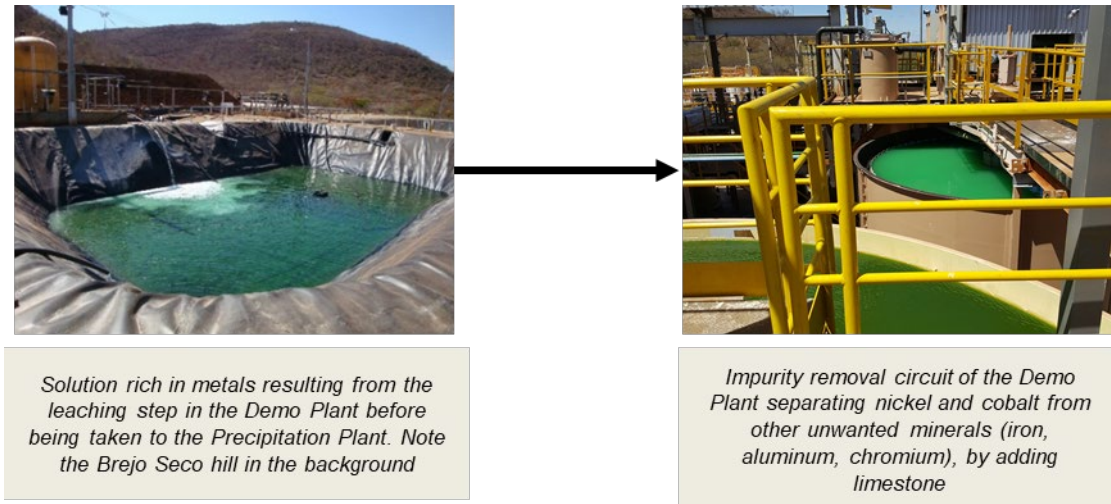 Solution rich in metals resulting from the
leaching step in the Demo Plant before
being taken to the Precipitation Plant. Note
the Brejo Seco hill in the background
Impurity removal circuit of the Demo
Plant separating nickel and cobalt from
other unwanted minerals (iron,
aluminum, chromium), by adding
limestone